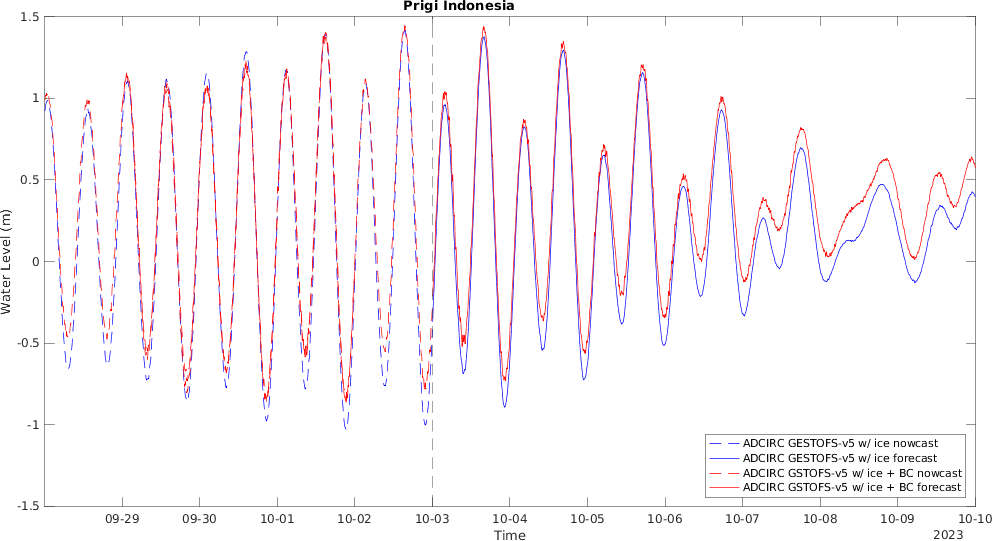 Prigi Indonesia
Water Level (m)
1.5
1
0.5
0
-0.5
-1
-1.5
09-29 09-30 10-01 10-02 10-03 10-04 10-05 10-06 10-07 10-08 10-09 10-10
Time
2023
ADCIRC GESTOFS-v5 w/ ice nowcast
ADCIRC GESTOFS-v5 w/ ice forecast
ADCIRC GSTOFS-v5 w/ ice + BC nowcast
ADCIRC GSTOFS-v5 w/ ice + BC forecast